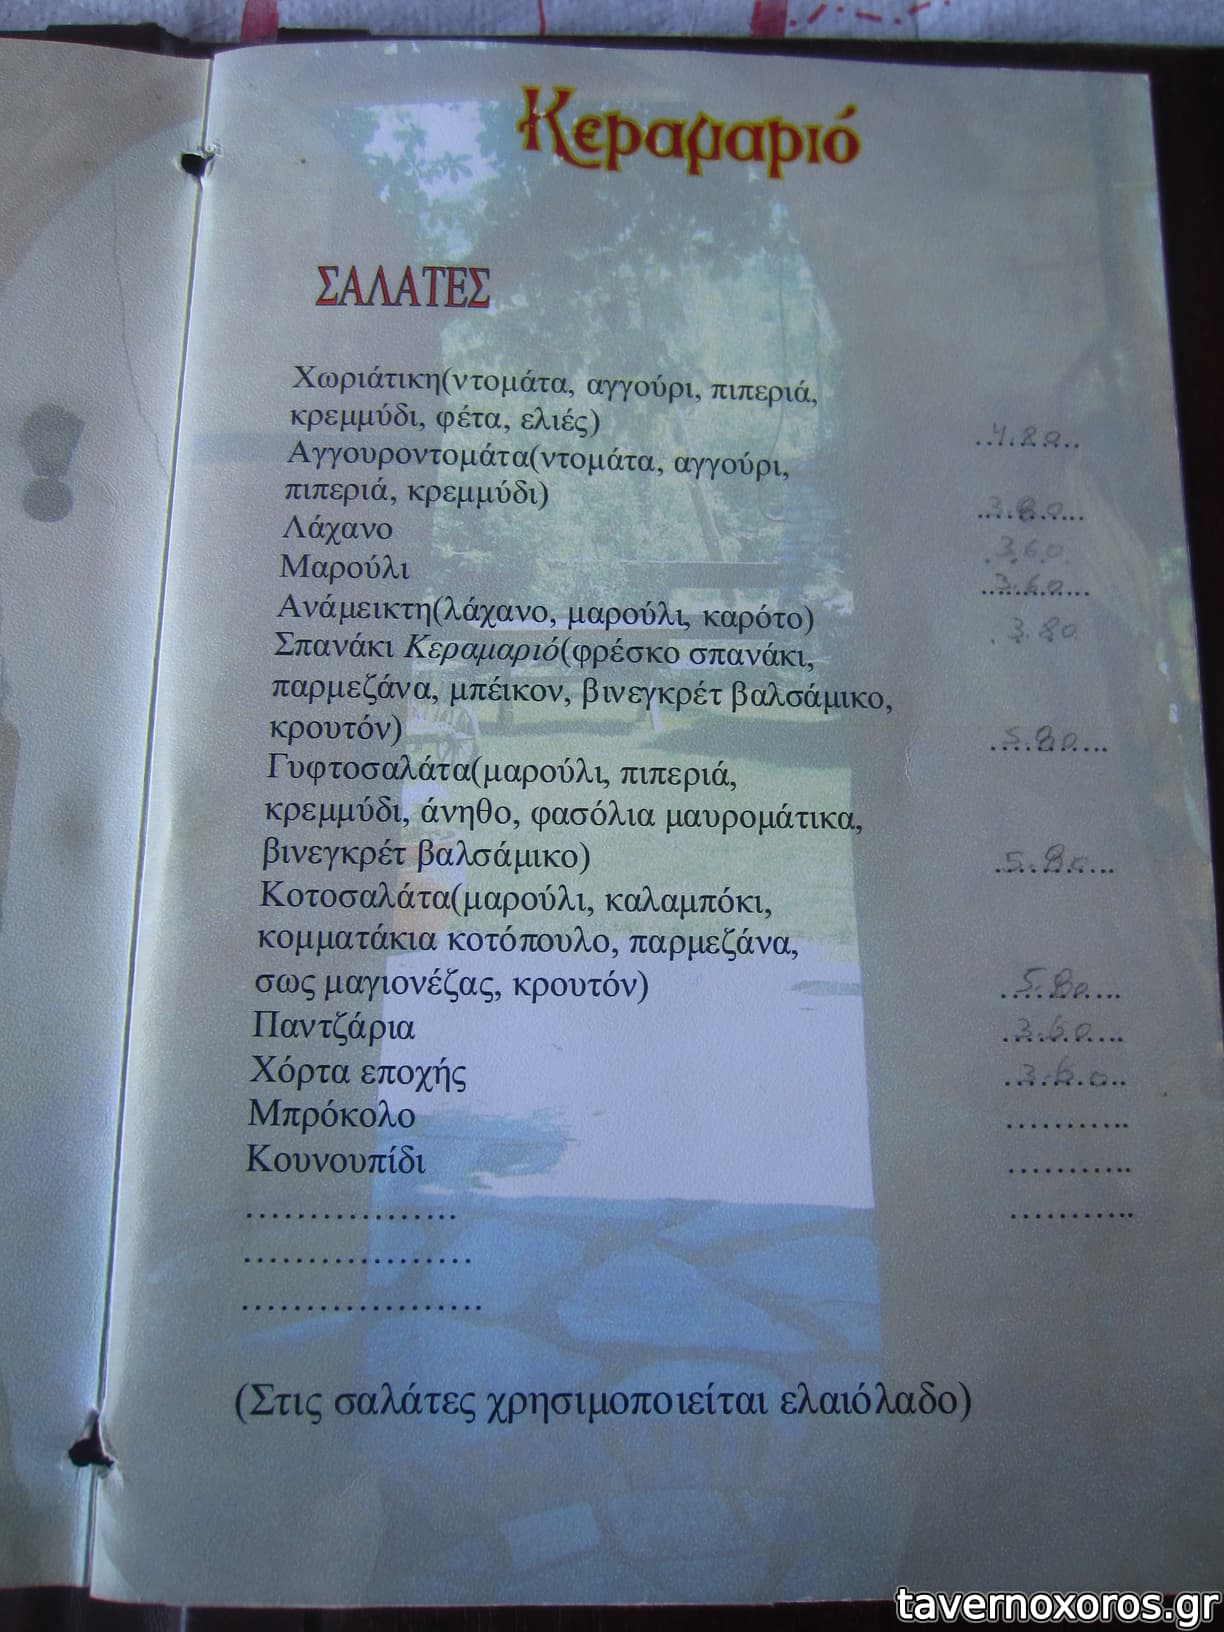 Κεραμαριό
ΣΑΛΑΤΕΣ
Χωριάτικη(ντομάτα, αγγούρι, πιπεριά,
κρεμμύδι, φέτα, ελιές) ..4.80..
Αγγουροντομάτα(ντομάτα, αγγούρι,
πιπεριά, κρεμμύδι) ..3.80..
Λάχανο 3.60
Μαρούλι ..3.60..
Ανάμεικτη(λάχανο, μαρούλι, καρότο) 3.80
Σπανάκι Κεραμαριό(φρέσκο σπανάκι,
παρμεζάνα, μπέικον, βινεγκρέτ βαλσάμικο,
κρουτόν) ..5.80..
Γυφτοσαλάτα(μαρούλι, πιπεριά,
κρεμμύδι, άνηθο, φασόλια μαυρομάτικα,
βινεγκρέτ βαλσάμικο) ..5.80..
Κοτοσαλάτα(μαρούλι, καλαμπόκι,
κομματάκια κοτόπουλο, παρμεζάνα,
σως μαγιονέζας, κρουτόν) ..5.80..
Παντζάρια ..3.60..
Χόρτα εποχής ..3.60..
Μπρόκολο ...........
Κουνουπίδι ...........
................. ...........
..................
...................
(Στις σαλάτες χρησιμοποιείται ελαιόλαδο)
tavernoxoros.gr